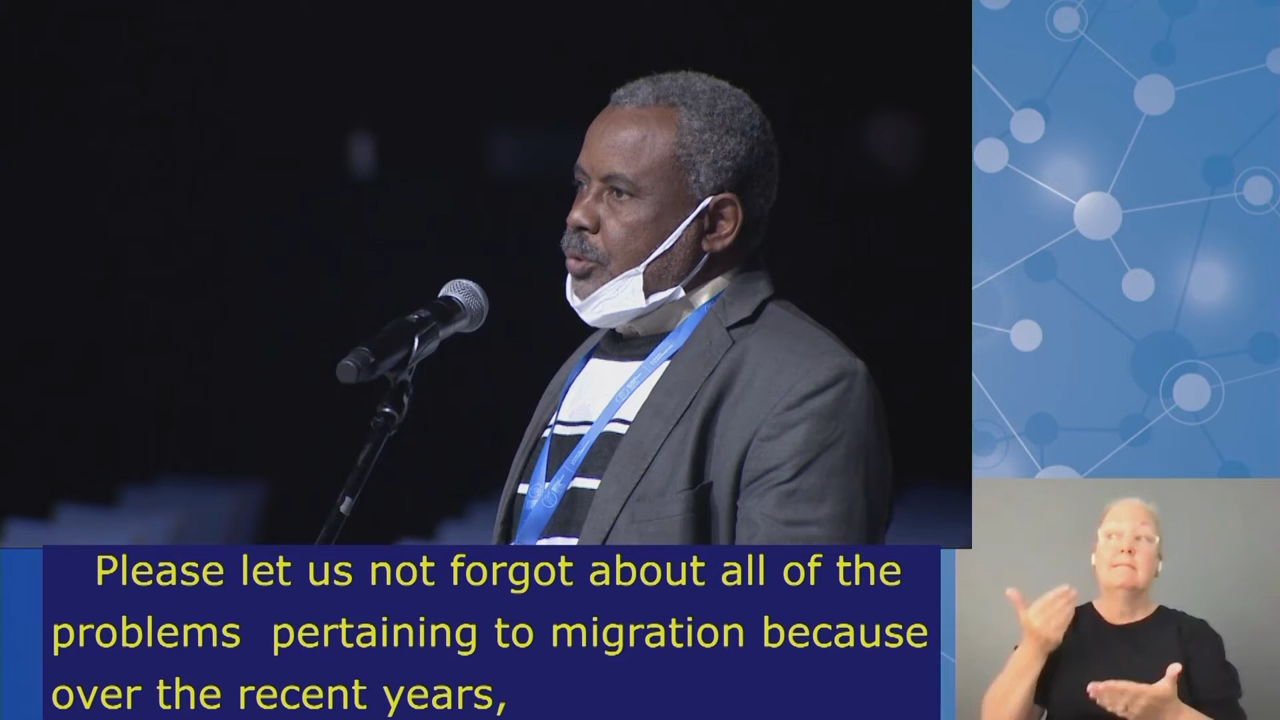 Please let us not forgot about all of the
problems pertaining to migration because
over the recent years,